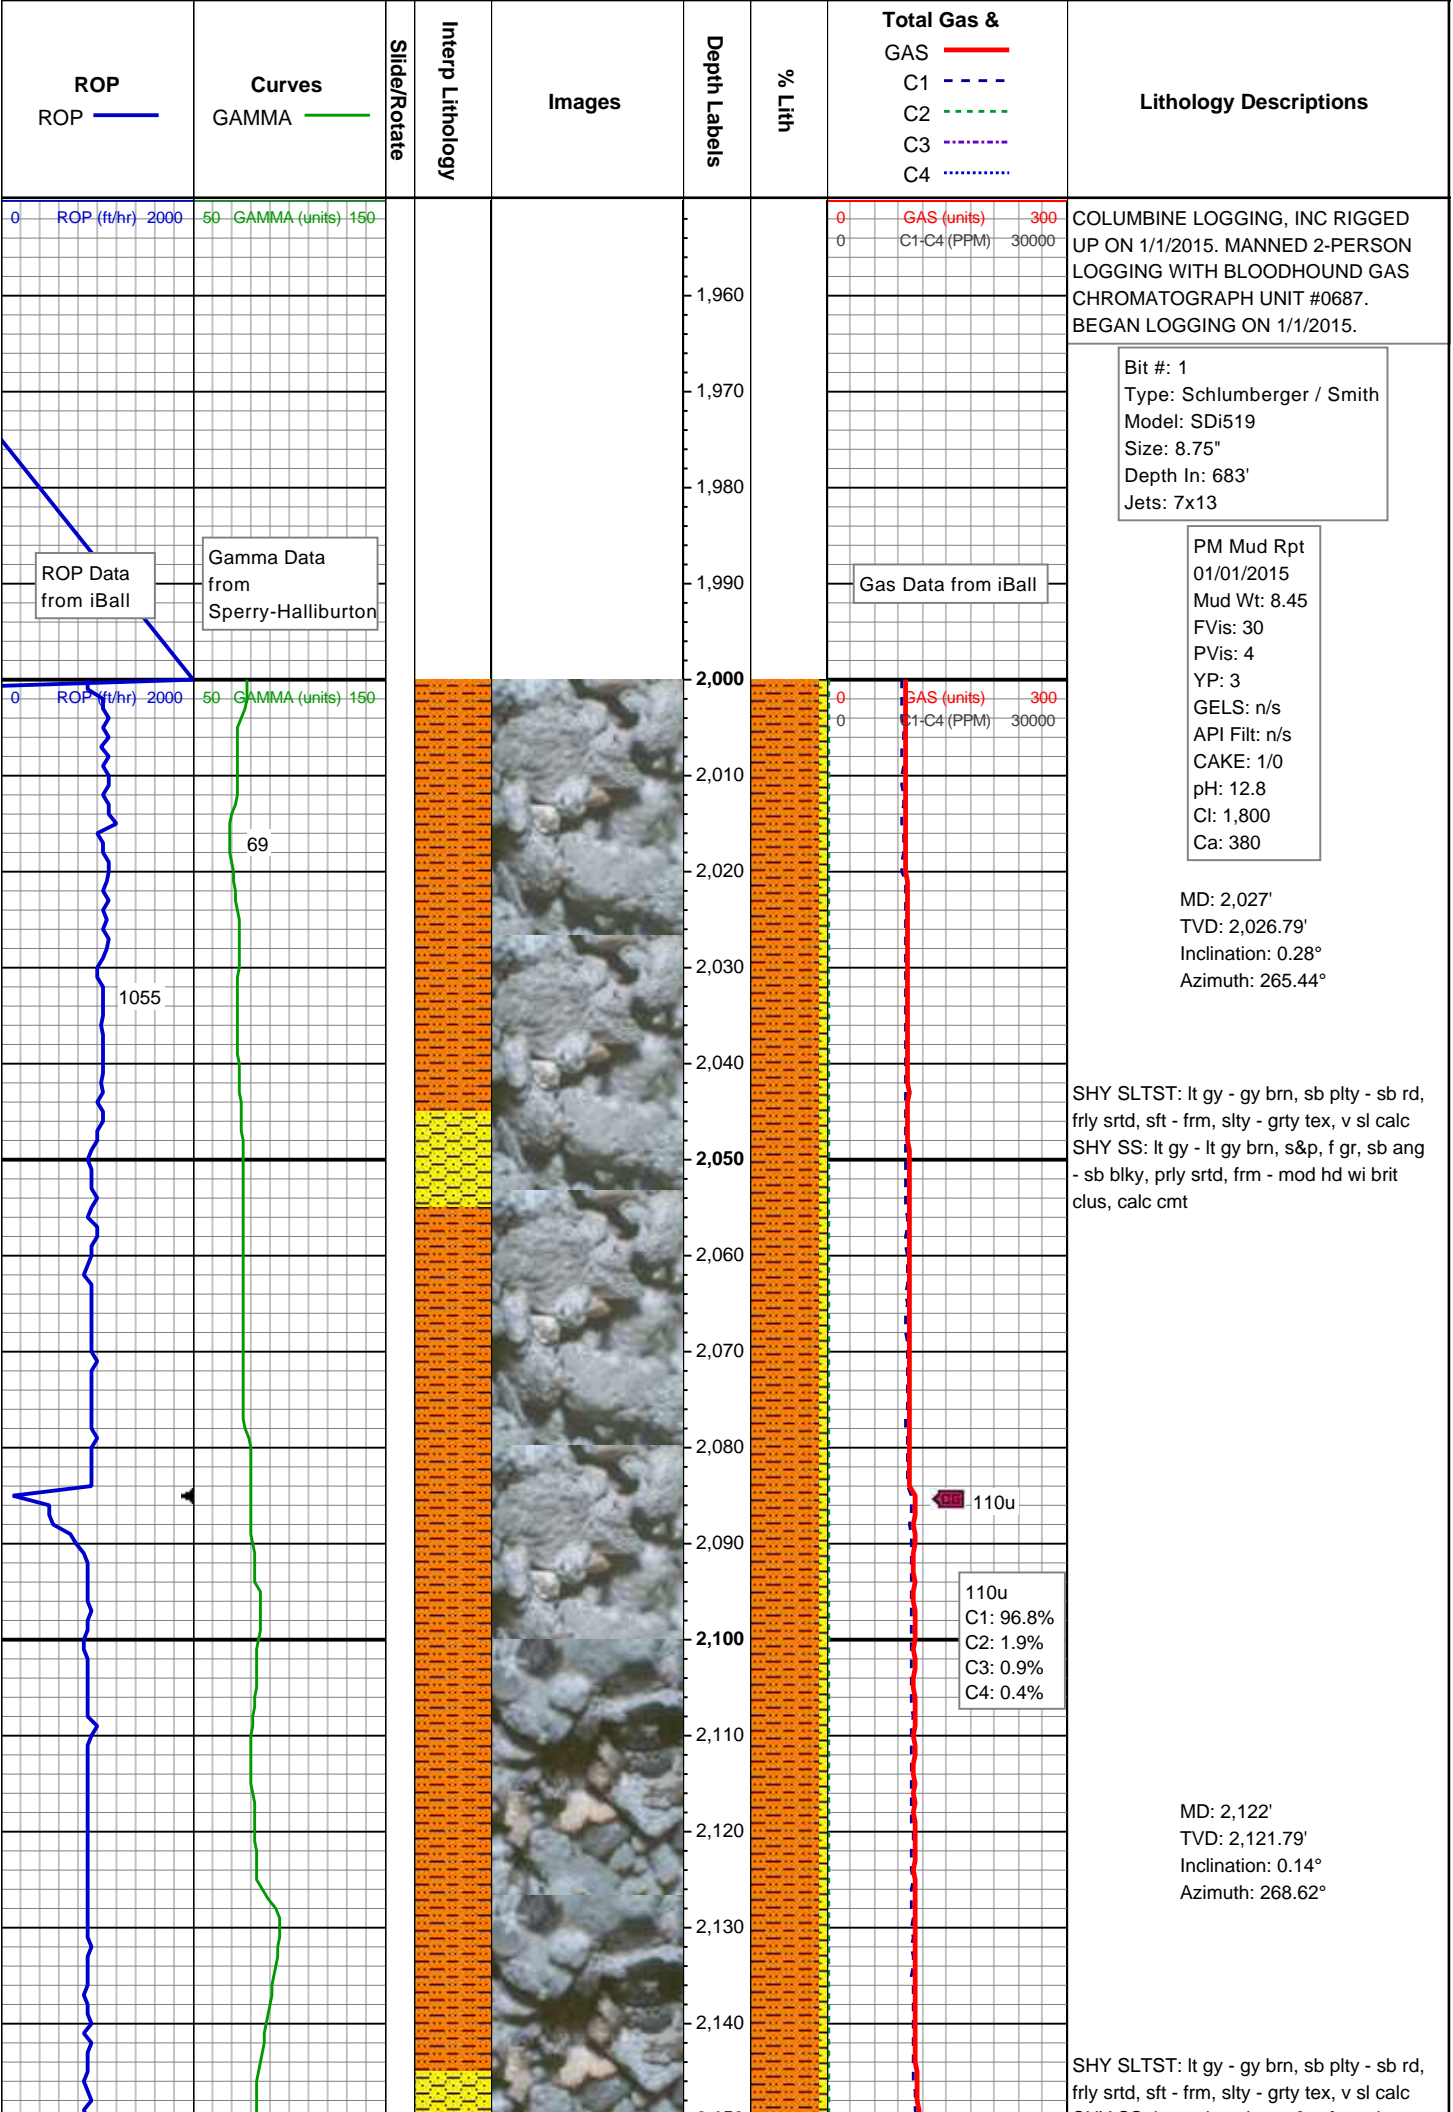 ROP
ROP
Curves
GAMMA
Slide/Rotate
Interp Lithology
Images
Depth Labels
% Lith
Total Gas &
GAS
C1
C2
C3
C4
Lithology Descriptions
0 ROP (ft/hr) 2000
50 GAMMA (units) 150
0 GAS (units) 300
0 C1-C4 (PPM) 30000
COLUMBINE LOGGING, INC RIGGED
UP ON 1/1/2015. MANNED 2-PERSON
LOGGING WITH BLOODHOUND GAS
CHROMATOGRAPH UNIT #0687.
BEGAN LOGGING ON 1/1/2015.
1,960
Bit #: 1
Type: Schlumberger / Smith
Model: SDi519
Size: 8.75"
Depth In: 683'
Jets: 7x13
1,970
1,980
ROP Data
from iBall
Gamma Data
from
Sperry-Halliburton
1,990
Gas Data from iBall
PM Mud Rpt
01/01/2015
Mud Wt: 8.45
FVis: 30
PVis: 4
YP: 3
GELS: n/s
API Filt: n/s
CAKE: 1/0
pH: 12.8
Cl: 1,800
Ca: 380
2,000
0 ROP (ft/hr) 2000
50 GAMMA (units) 150
0 GAS (units) 300
0 C1-C4 (PPM) 30000
2,010
69
2,020
MD: 2,027'
TVD: 2,026.79'
Inclination: 0.28°
Azimuth: 265.44°
2,030
1055
2,040
SHY SLTST: lt gy - gy brn, sb plty - sb rd,
frly srtd, sft - frm, slty - grty tex, v sl calc
SHY SS: lt gy - lt gy brn, s&p, f gr, sb ang
- sb blky, prly srtd, frm - mod hd wi brit
clus, calc cmt
2,050
2,060
2,070
2,080
DG
110u
2,090
110u
C1: 96.8%
C2: 1.9%
C3: 0.9%
C4: 0.4%
2,100
2,110
MD: 2,122'
TVD: 2,121.79'
Inclination: 0.14°
Azimuth: 268.62°
2,120
2,130
2,140
SHY SLTST: lt gy - gy brn, sb plty - sb rd,
frly srtd, sft - frm, slty - grty tex, v sl calc